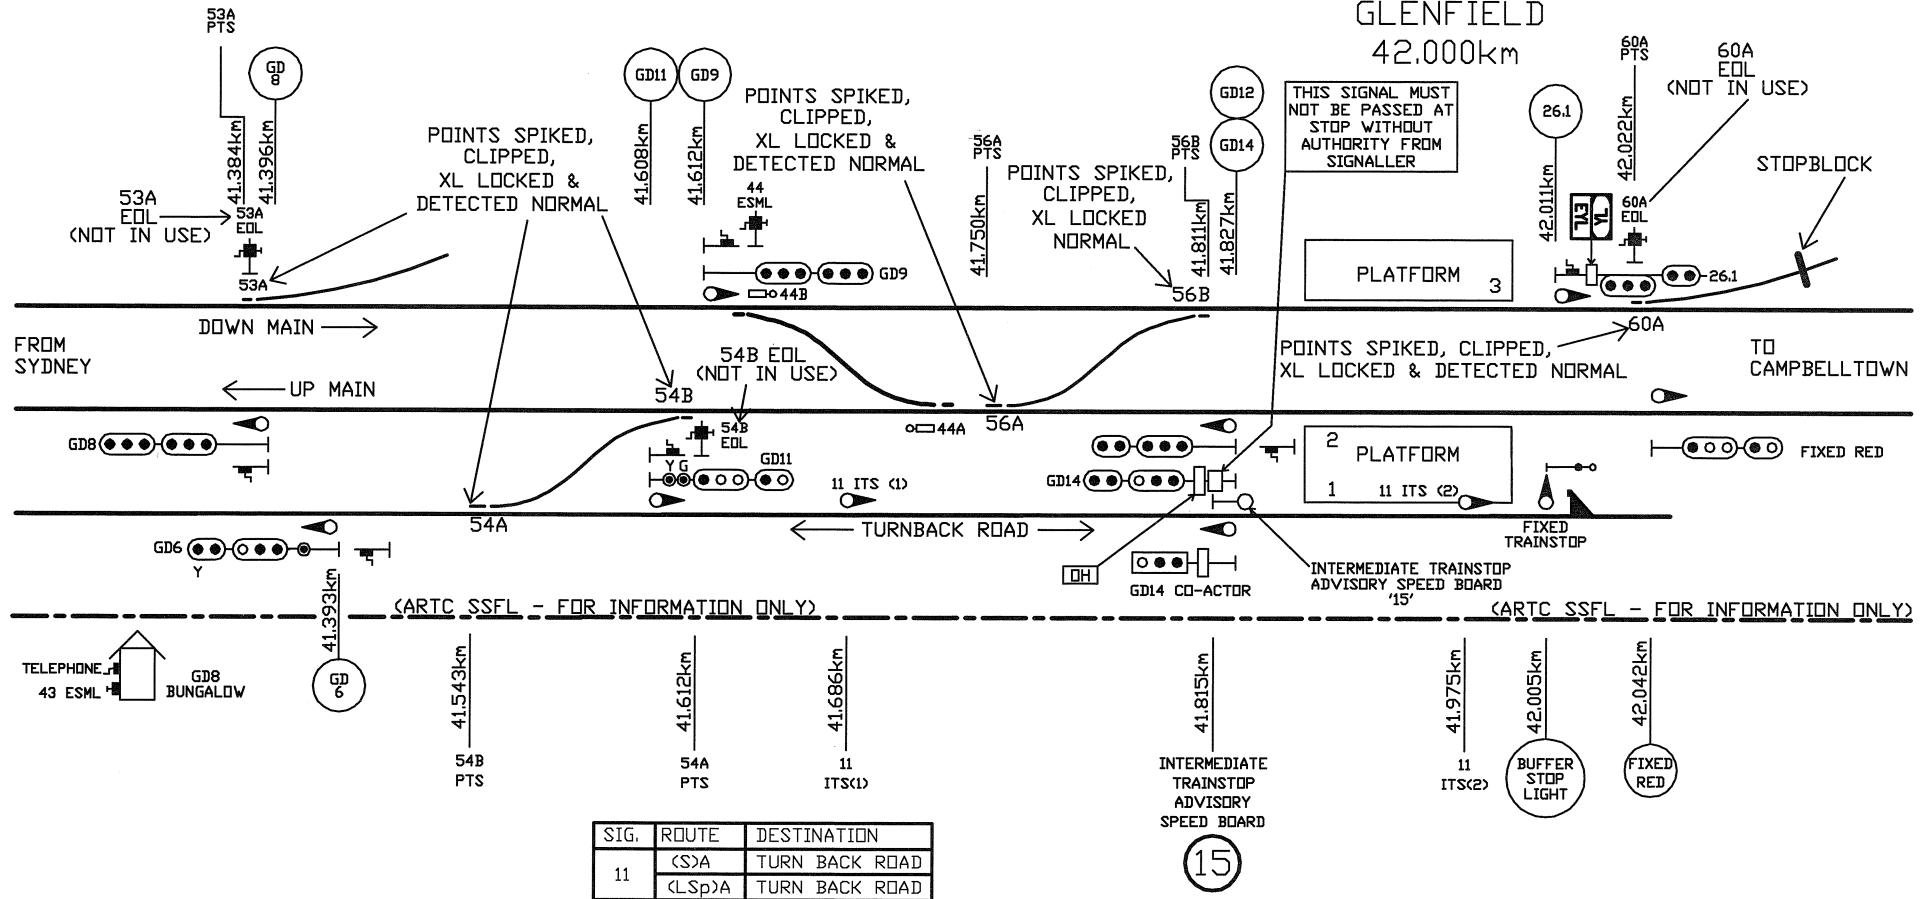 GLENFIELD
42.000km
53A
PTS
GD
8
41.384km
41.396km
53A
EOL
(NOT IN USE)
53A
EOL
53A
POINTS SPIKED,
CLIPPED,
XL LOCKED &
DETECTED NORMAL
GD11
GD9
41.608km
41.612km
44
ESML
GD9
44B
POINTS SPIKED,
CLIPPED,
XL LOCKED &
DETECTED NORMAL
56A
PTS
41.750km
POINTS SPIKED,
CLIPPED,
XL LOCKED
NORMAL
56B
PTS
41.811km
GD12
GD14
41.827km
56B
THIS SIGNAL MUST
NOT BE PASSED AT
STOP WITHOUT
AUTHORITY FROM
SIGNALLER
PLATFORM
3
26.1
42.011km
60A
PTS
42.022km
60A
EOL
(NOT IN USE)
60A
EOL
EYL
YL
26.1
STOPBLOCK
60A
FROM
SYDNEY
DOWN MAIN
UP MAIN
54B EOL
(NOT IN USE)
54B
54B
EOL
POINTS SPIKED, CLIPPED,
XL LOCKED & DETECTED NORMAL
TO
CAMPBELLTOWN
GD8
Y G
GD11
44A
56A
11 ITS (1)
GD14
2
PLATFORM
1
11 ITS (2)
FIXED RED
54A
TURNBACK ROAD
FIXED
TRAINSTOP
GD6
Y
OH
GD14 CO-ACTOR
INTERMEDIATE TRAINSTOP
ADVISORY SPEED BOARD
'15'
41.393km
(ARTC SSFL - FOR INFORMATION ONLY)
(ARTC SSFL - FOR INFORMATION ONLY)
TELEPHONE
43 ESML
GD8
BUNGALOW
GD
6
41.543km
54B
PTS
41.612km
54A
PTS
41.686km
11
ITS(1)
41.815km
INTERMEDIATE
TRAINSTOP
ADVISORY
SPEED BOARD
15
41.975km
11
ITS(2)
42.005km
BUFFER
STOP
LIGHT
42.042km
FIXED
RED
SIG. ROUTE DESTINATION
11 (S)A TURN BACK ROAD
(LSp)A TURN BACK ROAD